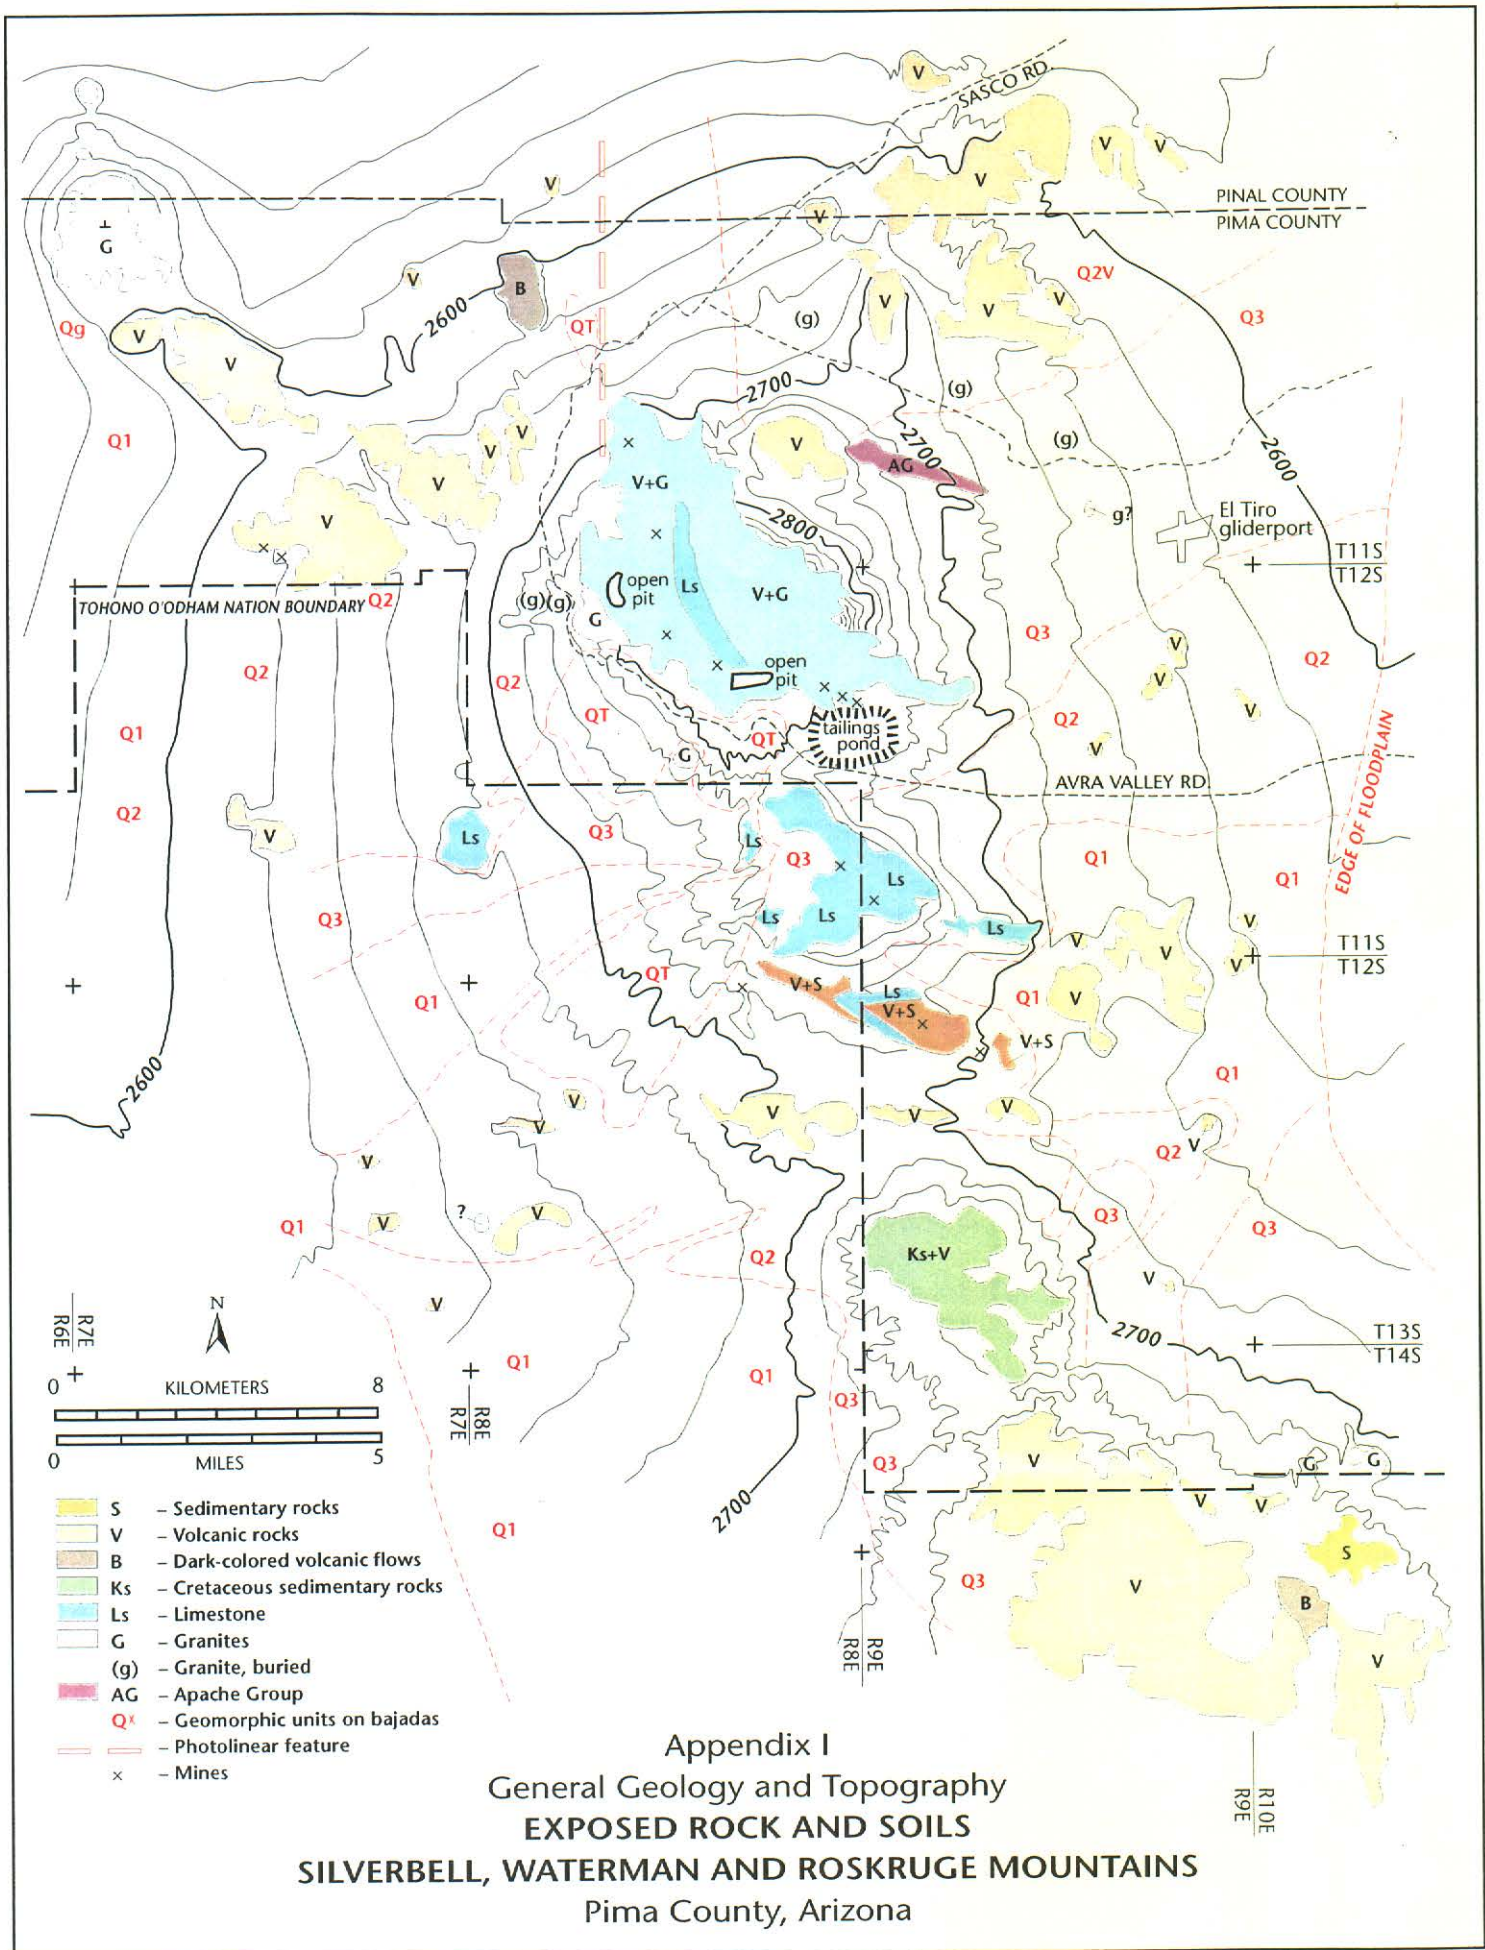 V
SASCO RD.
V
V
V
V
PINAL COUNTY
PIMA COUNTY
V
G
V
B
2600
Qg
V
V
QT
(g)
V
V
V
Q2V
Q3
2700
(g)
(g)
Q1
V
V
V
V
V
2700
AG
2600
V+G
2800
g?
El Tiro
gliderport
T11S
T12S
TOHONO O'ODHAM NATION BOUNDARY
Q2
(g)(g)
open
pit
Ls
V+G
G
Q3
V
V
Q2
V
Q2
Q2
QT
open
pit
QT
tailings
pond
G
Q2
V
Q1
AVRA VALLEY RD.
EDGE OF FLOODPLAIN
Q2
V
Ls
Q3
Ls
Q3
Ls
Q1
Q1
Q3
Ls
Ls
Ls
V
V
V
V
T11S
T12S
QT
V+S
Ls
V+S
Q1
V
Q1
V+S
Q1
2600
V
V
V
V
V
V
Q2
V
?
V
V
Q1
Q2
Ks+V
Q3
Q3
V
V
R6E
R7E
N
2700
T13S
T14S
Q1
Q1
Q3
R7E
R8E
0 KILOMETERS 8
0 MILES 5
Q3
V
G
G
V
V
2700
Q1
S
Q3
V
B
V
R8E
R9E
R9E
R10E
S – Sedimentary rocks
V – Volcanic rocks
B – Dark-colored volcanic flows
Ks – Cretaceous sedimentary rocks
Ls – Limestone
G – Granites
(g) – Granite, buried
AG – Apache Group
Qx – Geomorphic units on bajadas
– Photolinear feature
x – Mines
Appendix I
General Geology and Topography
EXPOSED ROCK AND SOILS
SILVERBELL, WATERMAN AND ROSKRUGE MOUNTAINS
Pima County, Arizona